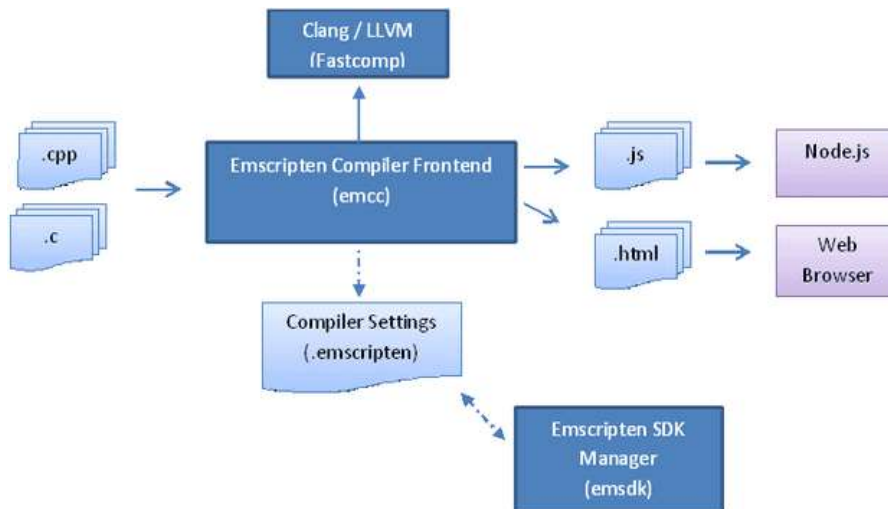 Clang / LLVM
(Fastcomp)
.cpp
.c
Emscripten Compiler Frontend
(emcc)
.js
Node.js
.html
Web
Browser
Compiler Settings
(.emscripten)
Emscripten SDK
Manager
(emsdk)